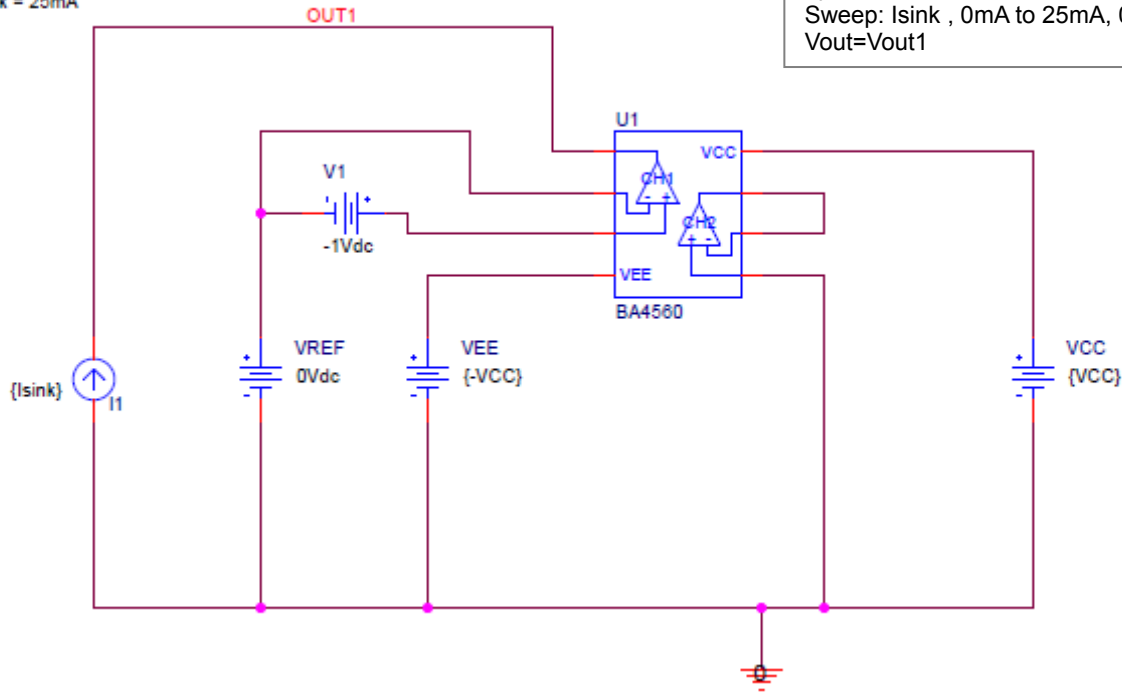 = 25mA
OUT1
Sweep: Isink , 0mA to 25mA,
Vout=Vout1
U1
VCC
CH1
- +
V1
- +
-1Vdc
CH2
+ -
VEE
BA4560
VREF
0Vdc
+
-
VEE
{-VCC}
+
-
VCC
{VCC}
+
-
{Isink}
I1
0